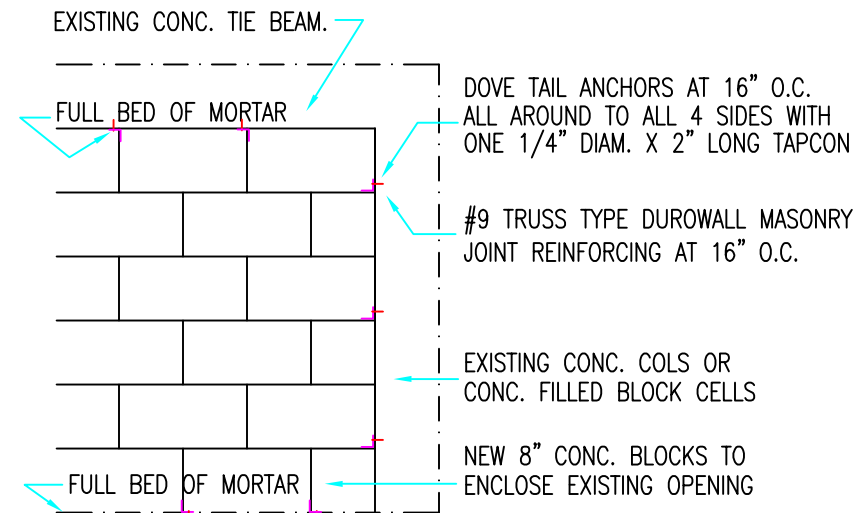 EXISTING CONC. TIE BEAM.
FULL BED OF MORTAR
DOVE TAIL ANCHORS AT 16” O.C.
ALL AROUND TO ALL 4 SIDES WITH
ONE 1/4” DIAM. X 2” LONG TAPCON
#9 TRUSS TYPE DUROWALL MASONRY
JOINT REINFORCING AT 16” O.C.
EXISTING CONC. COLS OR
CONC. FILLED BLOCK CELLS
NEW 8” CONC. BLOCKS TO
ENCLOSE EXISTING OPENING
FULL BED OF MORTAR